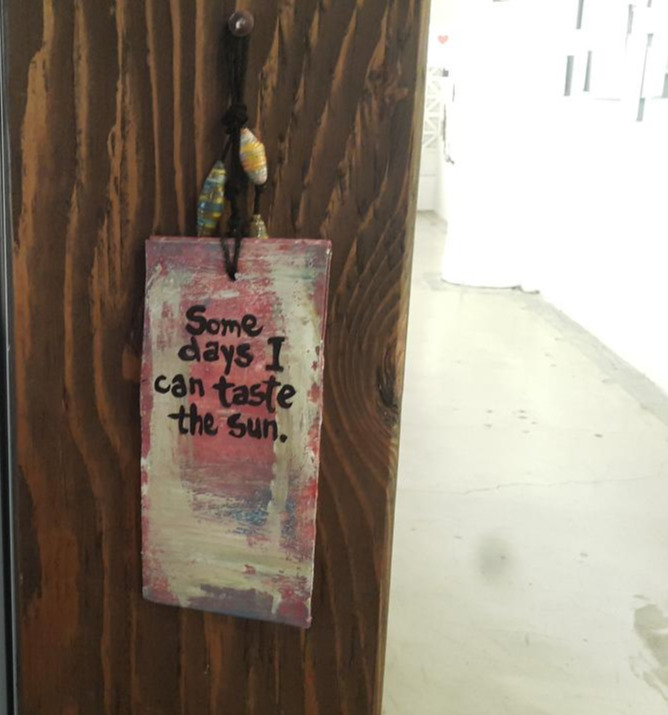 Some
days I
can taste
the sun.